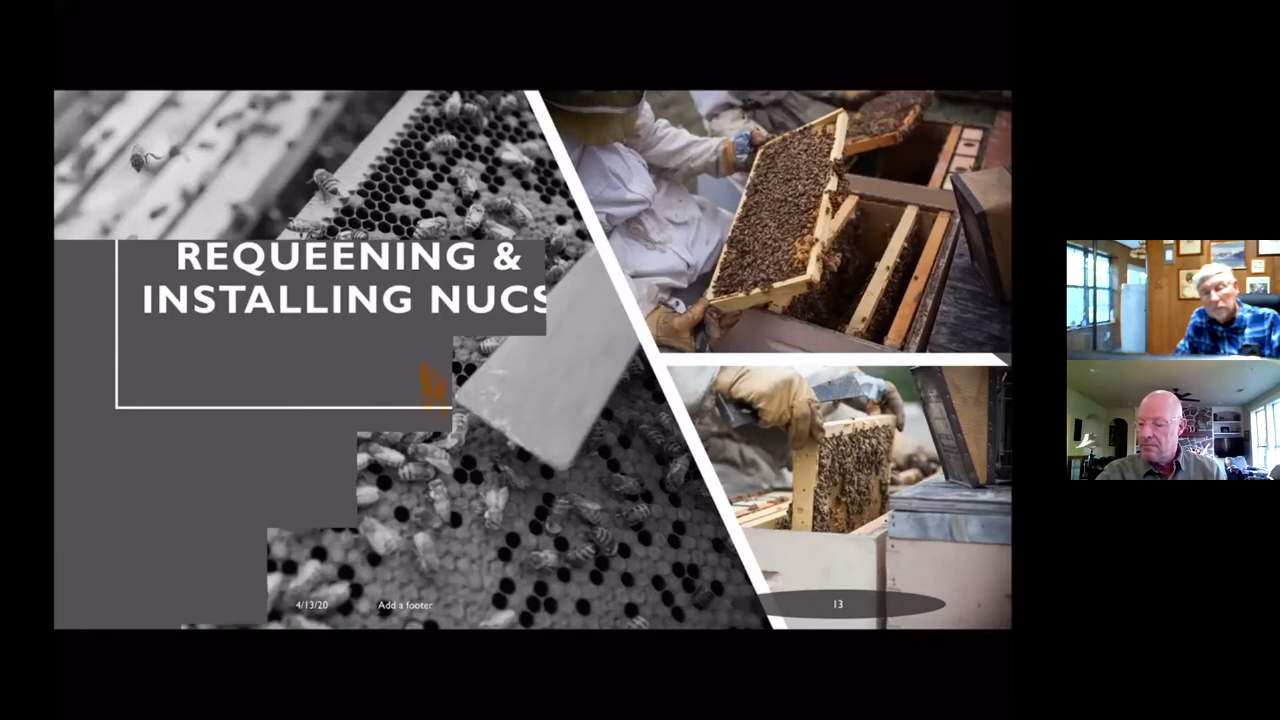 REQUEENING &
INSTALLING NUCS
4/13/20
Add a footer
13